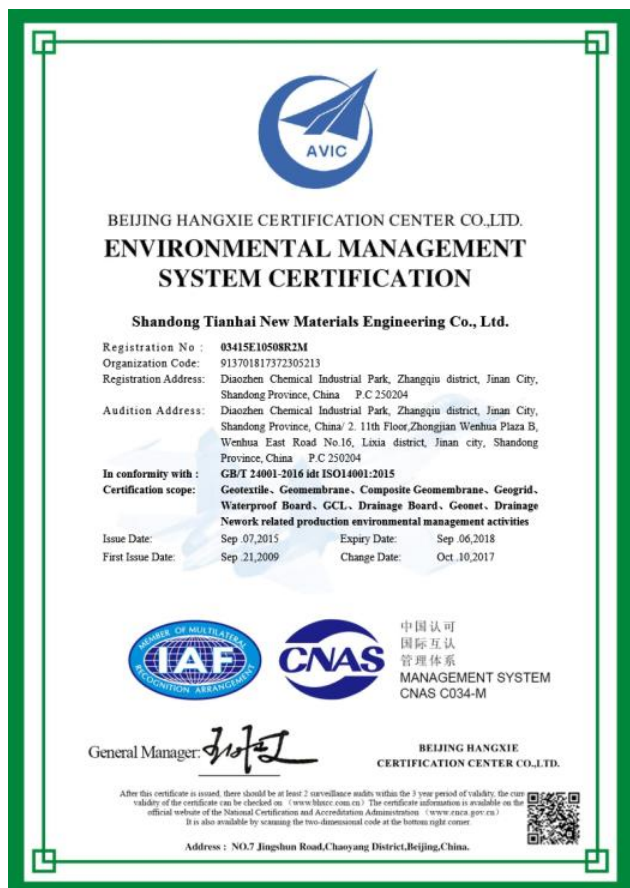 AVIC
BEIJING HANGXIE CERTIFICATION CENTER CO.,LTD.
ENVIRONMENTAL MANAGEMENT
SYSTEM CERTIFICATION
Shandong Tianhai New Materials Engineering Co., Ltd.
Registration No : 03415E10508R2M
Organization Code: 913701817372305213
Registration Address: Diaozhen Chemical Industrial Park, Zhangqiu district, Jinan City,
Shandong Province, China P.C 250204
Audition Address: Diaozhen Chemical Industrial Park, Zhangqiu district, Jinan City,
Shandong Province, China/ 2. 11th Floor,Zhongjian Wenhua Plaza B,
Wenhua East Road No.16, Lixia district, Jinan city, Shandong
Province, China P.C 250204
In conformity with : GB/T 24001-2016 idt ISO14001:2015
Certification scope: Geotextile、Geomembrane、Composite Geomembrane、Geogrid、
Waterproof Board、GCL、Drainage Board、Geonet、Drainage
Nework related production environmental management activities
Issue Date: Sep .07,2015 Expiry Date: Sep .06,2018
First Issue Date: Sep .21,2009 Change Date: Oct .10,2017
MEMBER OF MULTILATERAL
IAF
RECOGNITION ARRANGEMENT
CNAS
中国认可
国际互认
管理体系
MANAGEMENT SYSTEM
CNAS C034-M
General Manager:
BEIJING HANGXIE
CERTIFICATION CENTER CO.,LTD.
After this certificate is issued, there should be at least 2 surveillance audits within the 3 year period of validity, the curre
validity of the certificate can be checked on （www.bhxcc.com.cn）The certificate information is available on the
official website of the National Certification and Accreditation Administration （www.cnca.gov.cn）
It is also available by scanning the two-dimensional code at the bottom right corner.
Address : NO.7 Jingshun Road,Chaoyang District,Beijing,China.